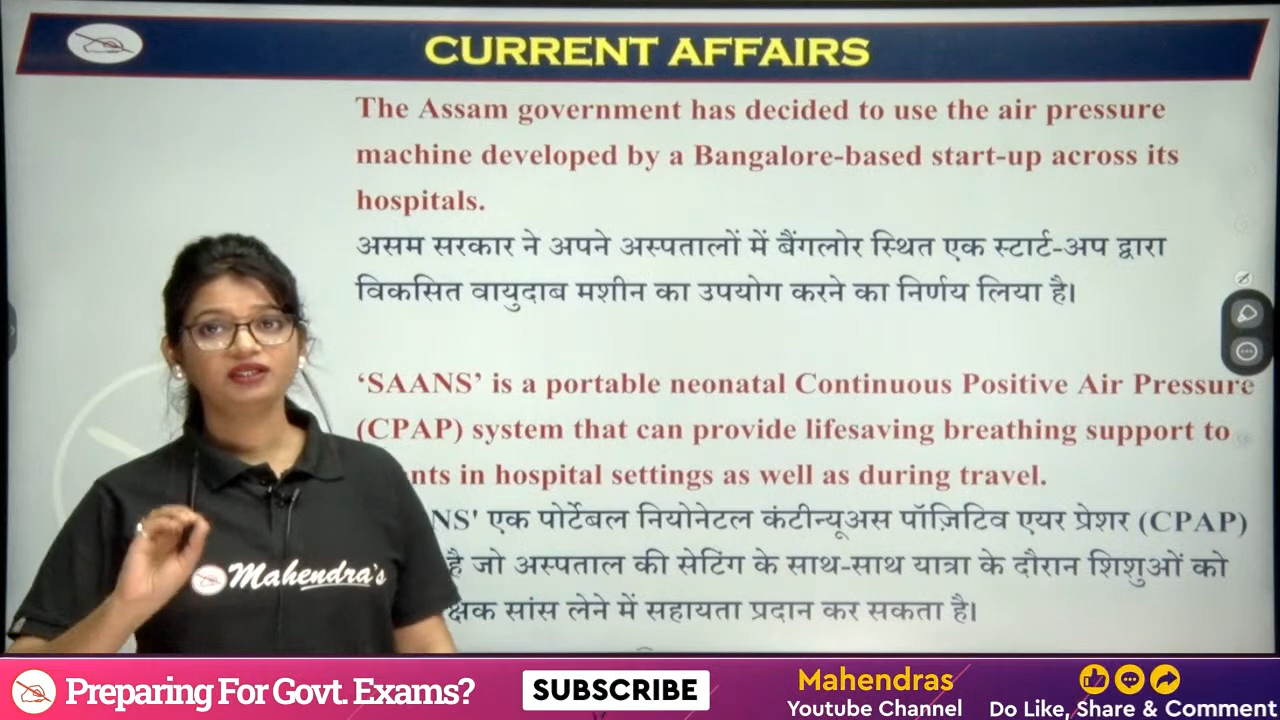 CURRENT AFFAIRS
The Assam government has decided to use the air pressure
machine developed by a Bangalore-based start-up across its
hospitals.
असम सरकार ने अपने अस्पतालों में बैंगलोर स्थित एक स्टार्ट-अप द्वारा
विकसित वायुदाब मशीन का उपयोग करने का निर्णय लिया है।
‘SAANS’ is a portable neonatal Continuous Positive Air Pressure
(CPAP) system that can provide lifesaving breathing support to
in hospital settings as well as during travel.
एक पोर्टेबल नियोनेटल कंटीन्यूअस पॉज़िटिव एयर प्रेशर (CPAP)
है जो अस्पताल की सेटिंग के साथ-साथ यात्रा के दौरान शिशुओं को
सांस लेने में सहायता प्रदान कर सकता है।
Mahendra's
Preparing For Govt. Exams?
SUBSCRIBE
Mahendras
Youtube Channel
Do Like, Share & Comment